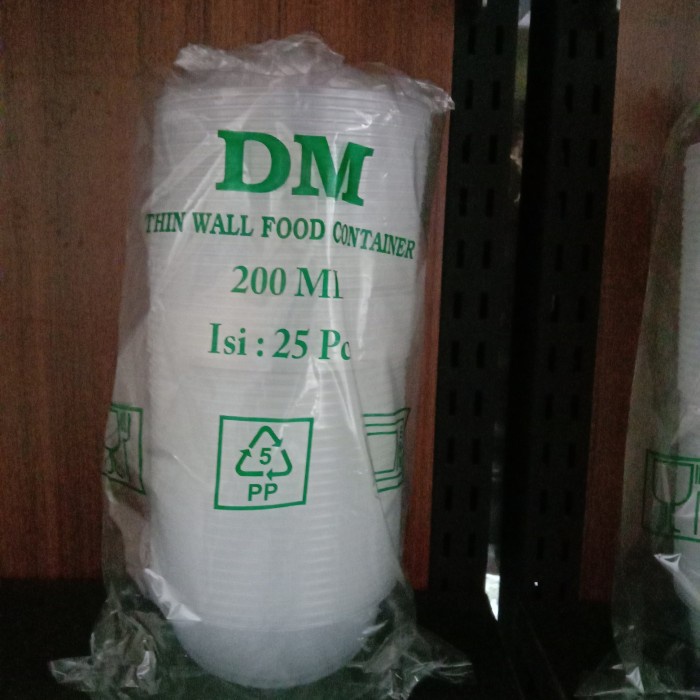 DM
THIN WALL FOOD CONTAINER
200 Ml
Isi : 25 Pc
5
PP